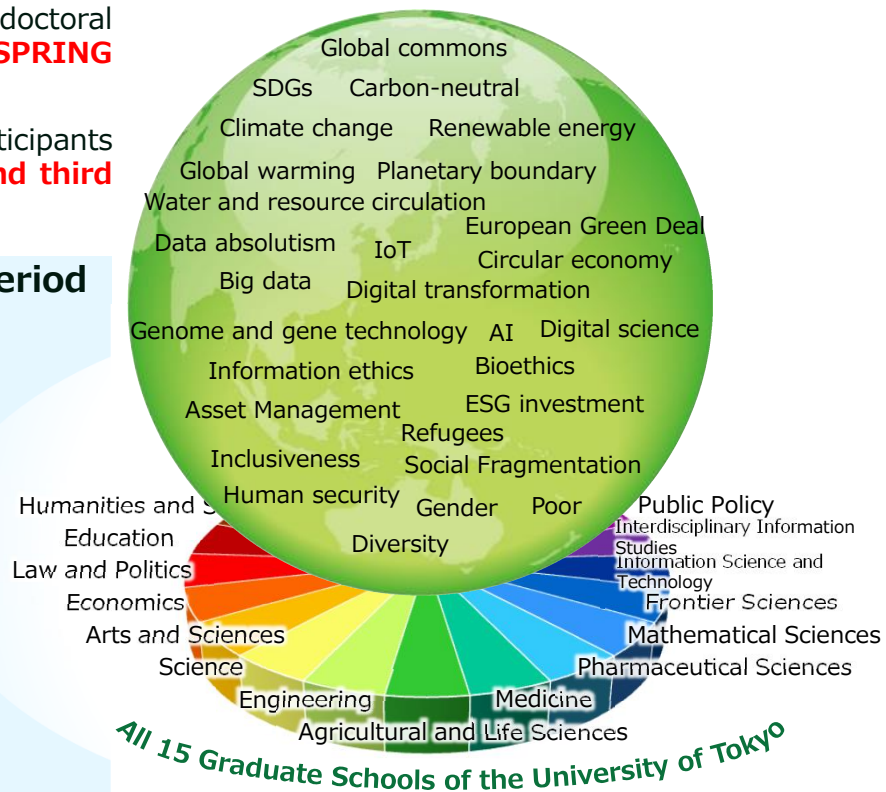 doctoral
SPRING
ticipants
nd third
eriod
Global commons
SDGs Carbon-neutral
Climate change Renewable energy
Global warming Planetary boundary
Water and resource circulation
European Green Deal
Data absolutism IoT
Circular economy
Big data
Digital transformation
Genome and gene technology AI Digital science
Information ethics Bioethics
Asset Management ESG investment
Refugees
Inclusiveness Social Fragmentation
Human security Gender Poor
Diversity
Humanities and S
Education
Law and Politics
Economics
Arts and Sciences
Science
Engineering
Agricultural and Life Sciences
Medicine
Pharmaceutical Sciences
Mathematical Sciences
Frontier Sciences
Information Science and
Technology
Interdisciplinary Information
Studies
Public Policy
All 15 Graduate Schools of the University of Tokyo